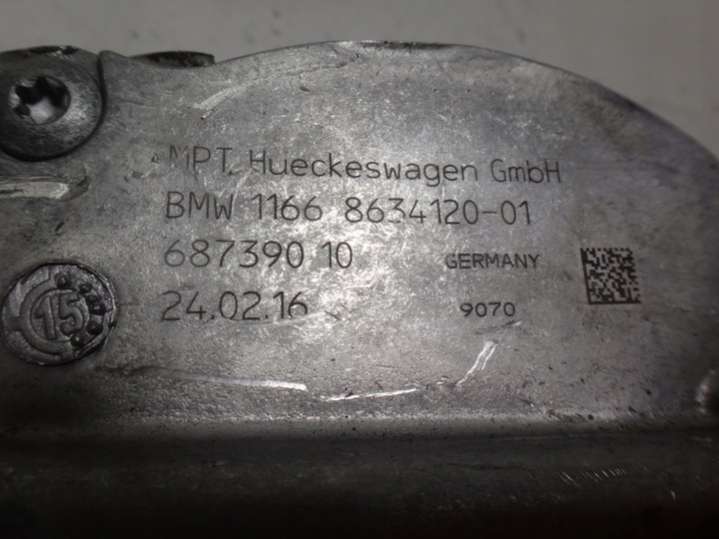 MPT. Hueckeswagen GmbH
BMW 1166 8634120-01
687390 10 GERMANY
24.02.16 9070
15